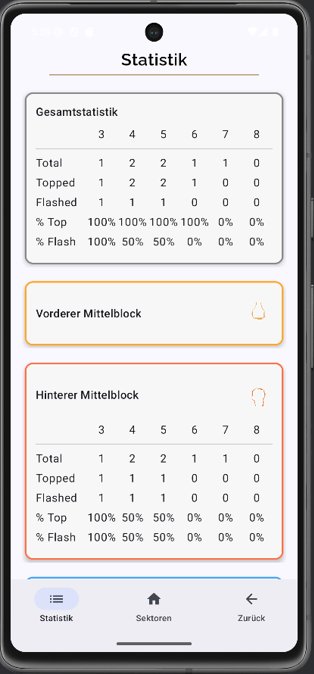 Statistik
Gesamtstatistik
3 4 5 6 7 8
Total 1 2 2 1 1 0
Topped 1 2 2 1 0 0
Flashed 1 1 1 0 0 0
% Top 100% 100% 100% 100% 0% 0%
% Flash 100% 50% 50% 0% 0% 0%
Vorderer Mittelblock
Hinterer Mittelblock
3 4 5 6 7 8
Total 1 2 2 1 1 0
Topped 1 1 1 0 0 0
Flashed 1 1 1 0 0 0
% Top 100% 50% 50% 0% 0% 0%
% Flash 100% 50% 50% 0% 0% 0%
Statistik Sektoren Zurück